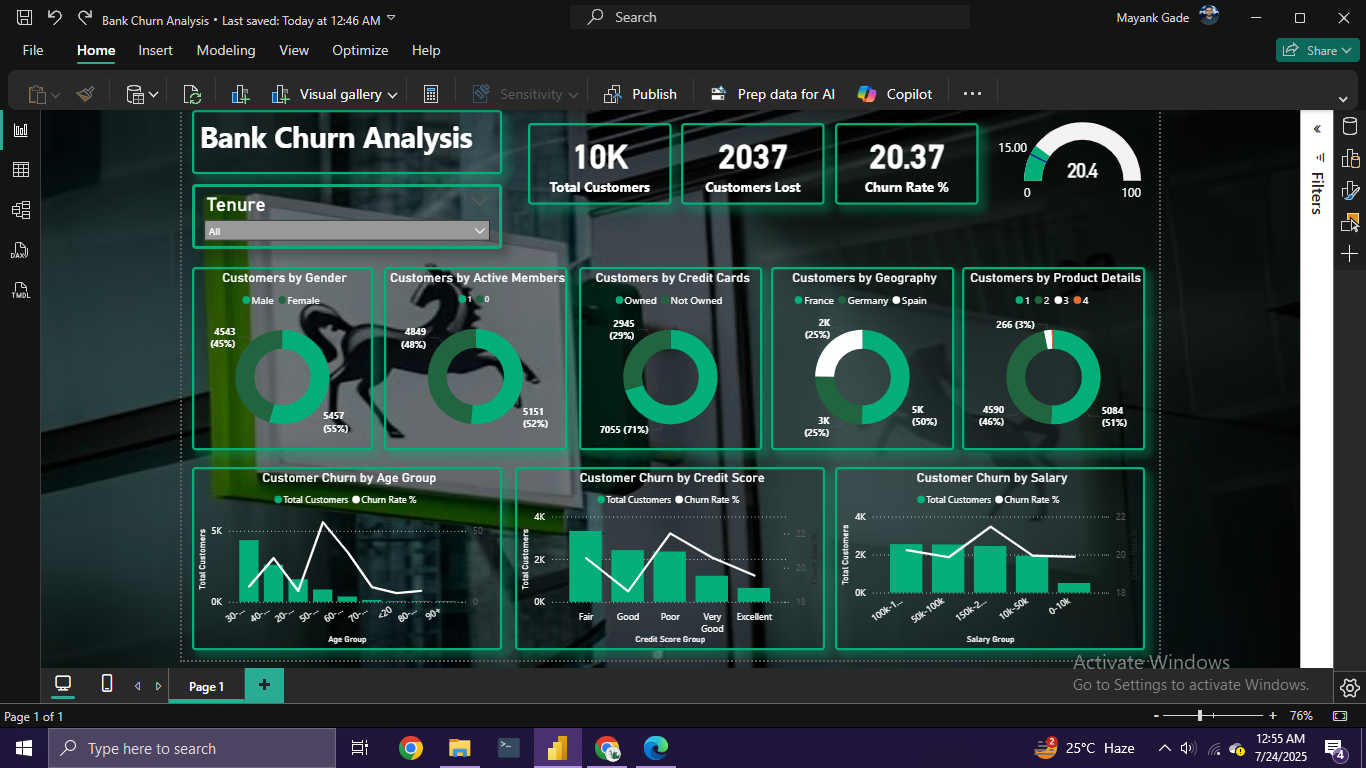 Bank Churn Analysis • Last saved: Today at 12:46 AM
Search
Mayank Gade
File Home Insert Modeling View Optimize Help
Share
Visual gallery
Sensitivity
Publish
Prep data for AI
Copilot
Bank Churn Analysis
10K
Total Customers
2037
Customers Lost
20.37
Churn Rate %
15.00
20.4
0 100
Filters
Tenure
All
Customers by Gender
Male Female
4543
(45%)
5457
(55%)
Customers by Active Members
1 0
4849
(48%)
5151
(52%)
Customers by Credit Cards
Owned Not Owned
2945
(29%)
7055 (71%)
Customers by Geography
France Germany Spain
2K
(25%)
3K
(25%)
5K
(50%)
Customers by Product Details
1 2 3 4
266 (3%)
4590
(46%)
5084
(51%)
Customer Churn by Age Group
Total Customers Churn Rate %
Total Customers
5K
0K
50
0
30-...
40-...
20-...
50-...
60-...
70-...
<20
80-...
90+
Age Group
Customer Churn by Credit Score
Total Customers Churn Rate %
Total Customers
4K
2K
0K
22
20
18
Churn Rate %
Fair Good Poor Very Good Excellent
Credit Score Group
Customer Churn by Salary
Total Customers Churn Rate %
Total Customers
4K
2K
0K
22
20
18
Churn Rate %
100k-1...
50k-100k
150k-2...
10k-50k
0-10k
Salary Group
Activate Windows
Go to Settings to activate Windows.
DAX
TMDL
Page 1
Page 1 of 1
- + 76%
Type here to search
2
25°C Haze
12:55 AM
7/24/2025
4